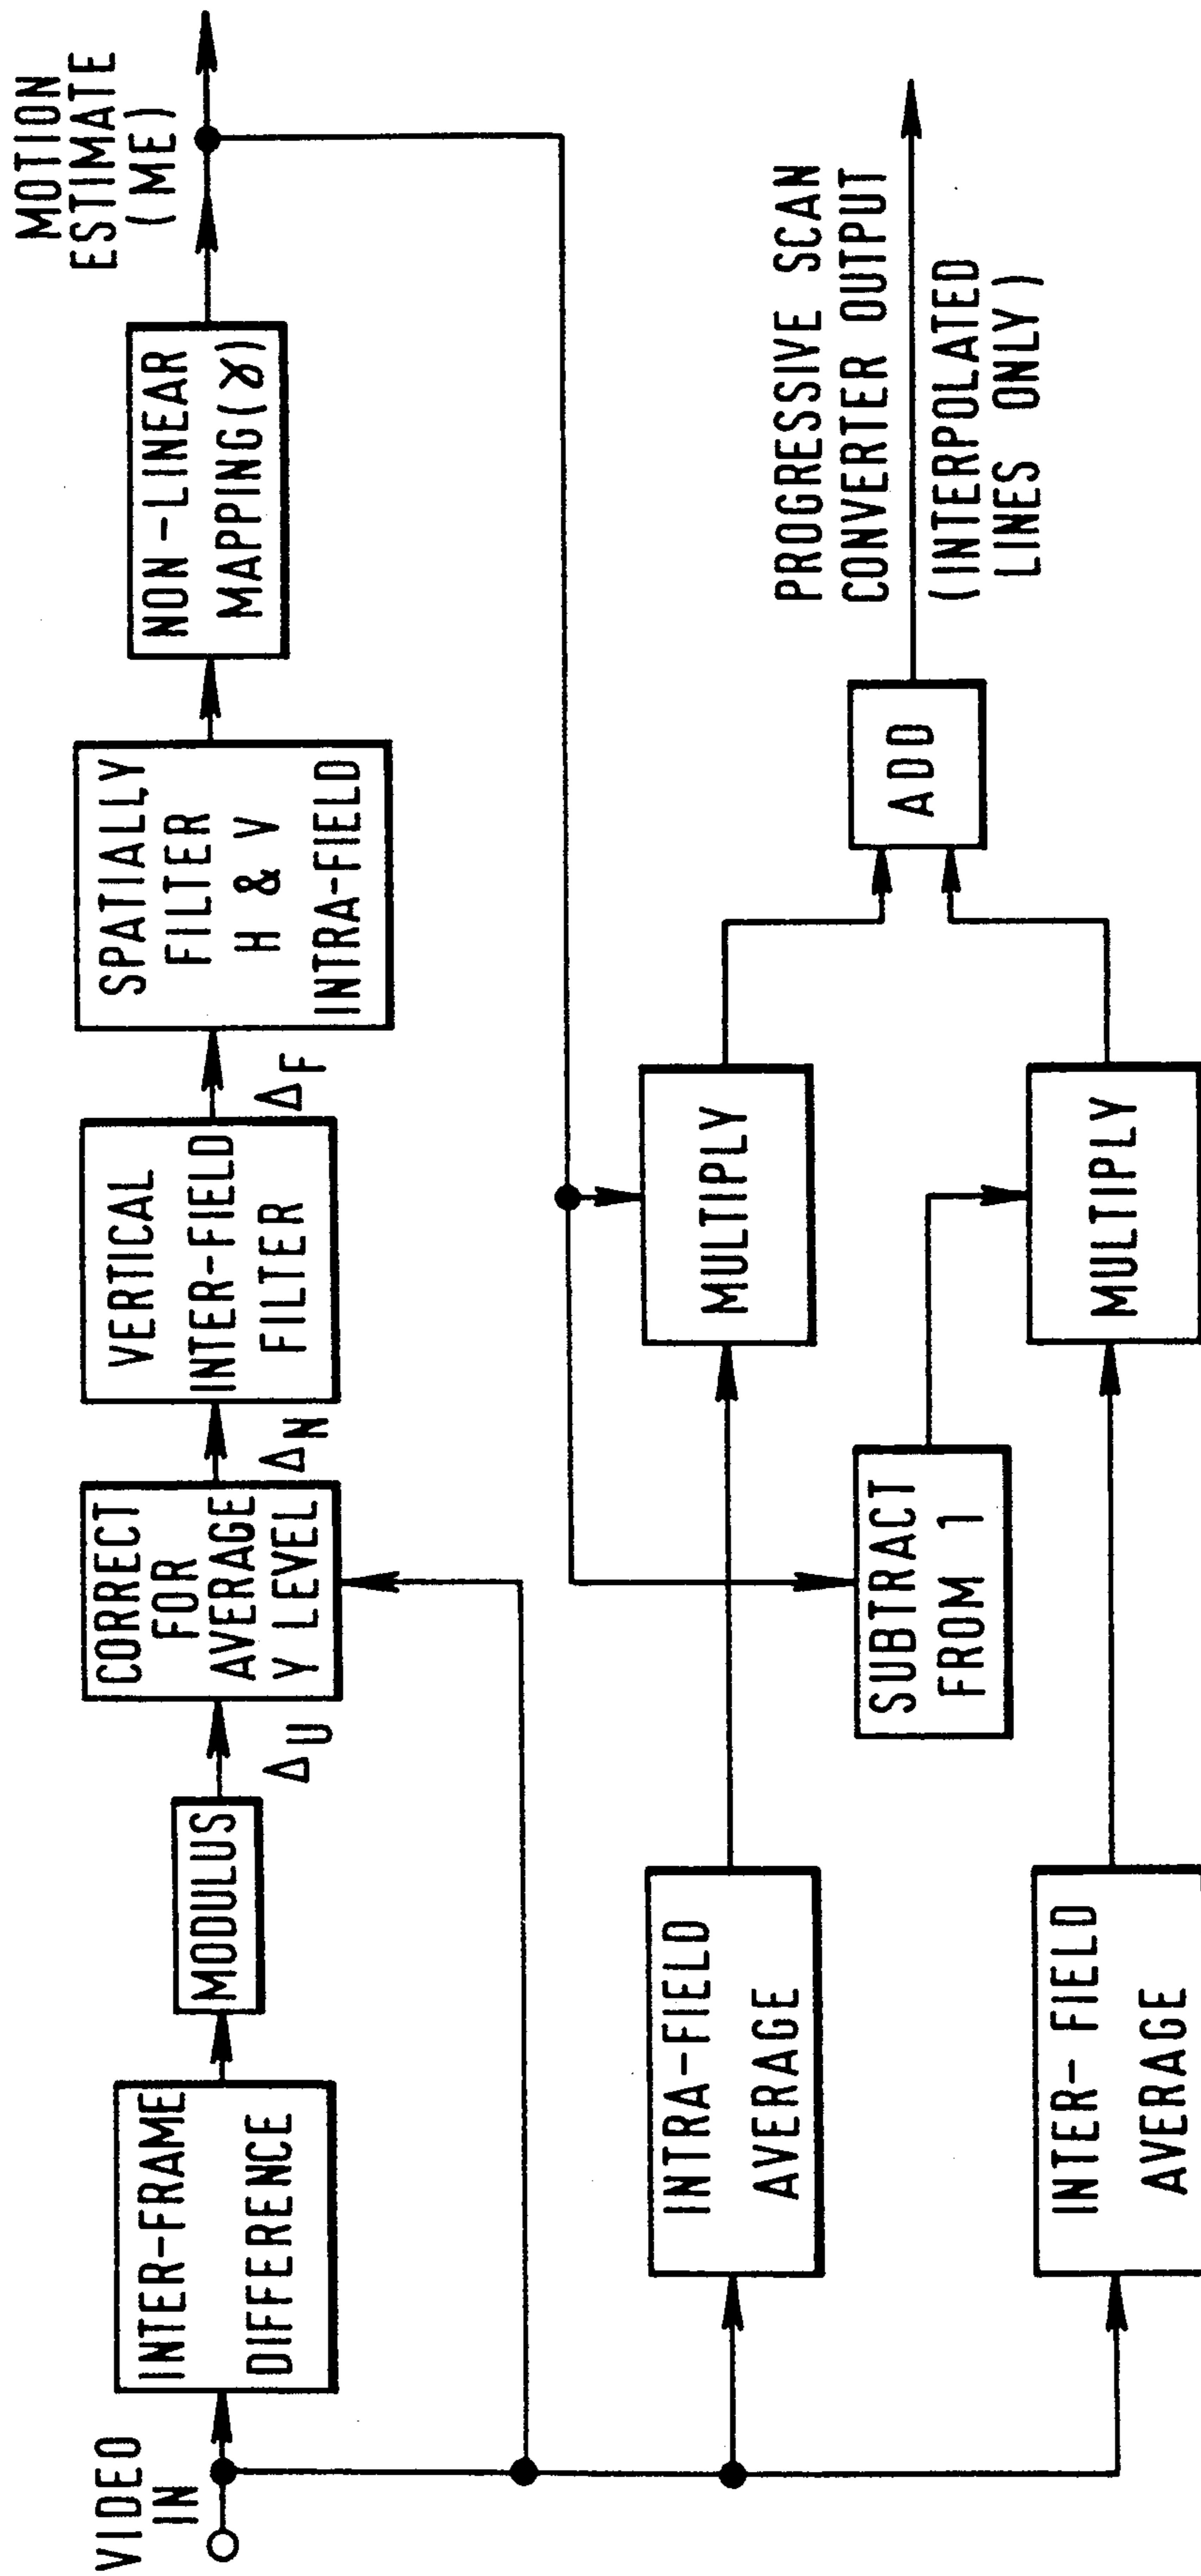 VIDEO
IN
INTER-FRAME
DIFFERENCE
MODULUS
ΔU
CORRECT
FOR
AVERAGE
Y LEVEL
ΔN
VERTICAL
INTER-FIELD
FILTER
ΔF
SPATIALLY
FILTER
H & V
INTRA-FIELD
NON-LINEAR
MAPPING(γ)
MOTION
ESTIMATE
(ME)
INTRA-FIELD
AVERAGE
MULTIPLY
SUBTRACT
FROM 1
INTER-FIELD
AVERAGE
MULTIPLY
ADD
PROGRESSIVE SCAN
CONVERTER OUTPUT
(INTERPOLATED
LINES ONLY)